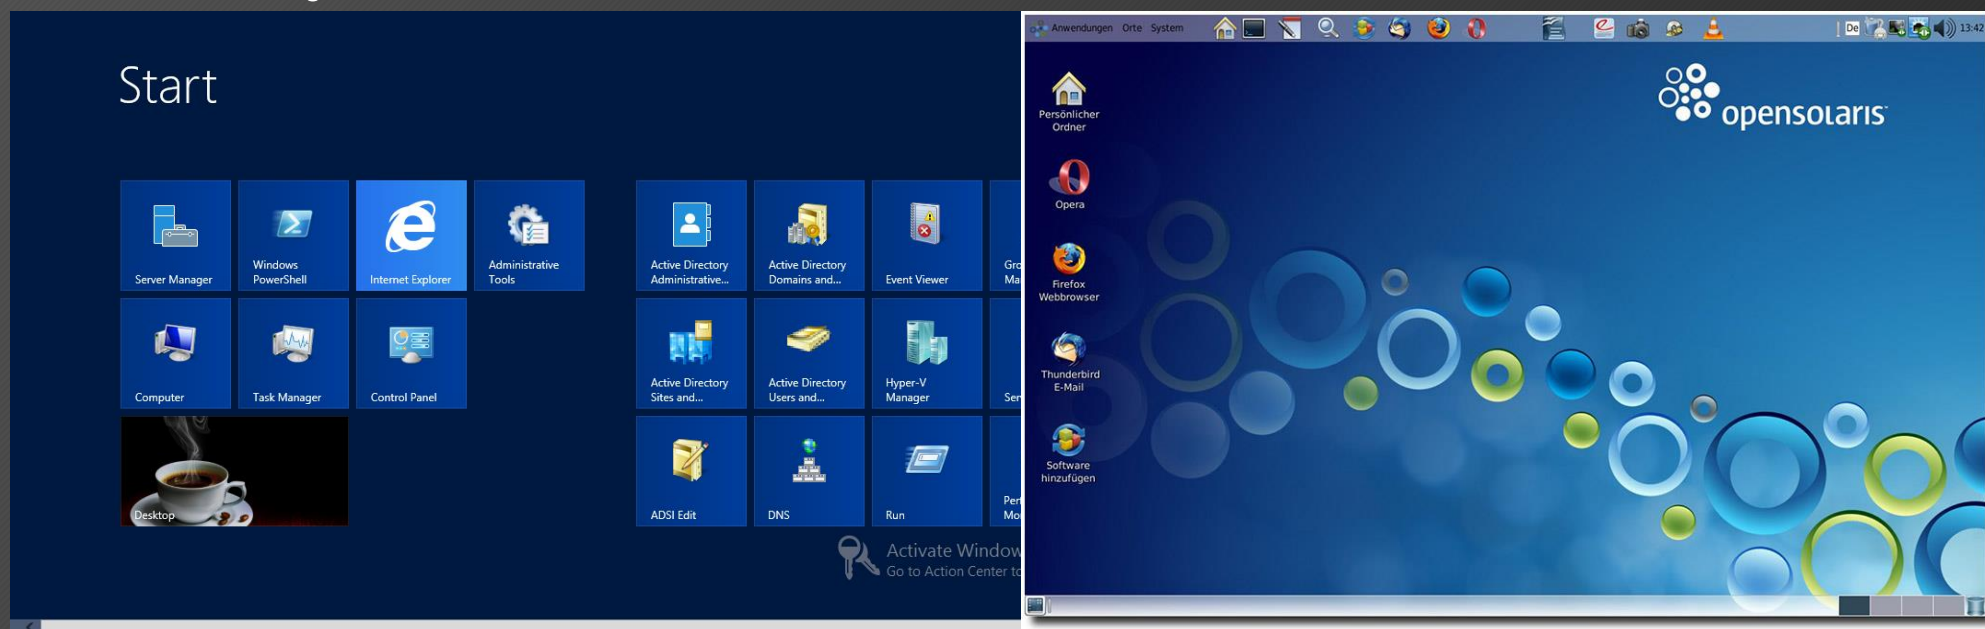 Start
Server Manager
Windows
PowerShell
Internet Explorer
Administrative
Tools
Active Directory
Administrative...
Active Directory
Domains and...
Event Viewer
Computer
Task Manager
Control Panel
Active Directory
Sites and...
Active Directory
Users and...
Hyper-V
Manager
Desktop
ADSI Edit
DNS
Run
Activate Window
Go to Action Center to
Anwendungen Orte System
De
13:42
opensolaris
Persönlicher
Ordner
Opera
Firefox
Webbrowser
Thunderbird
E-Mail
Software
hinzufügen